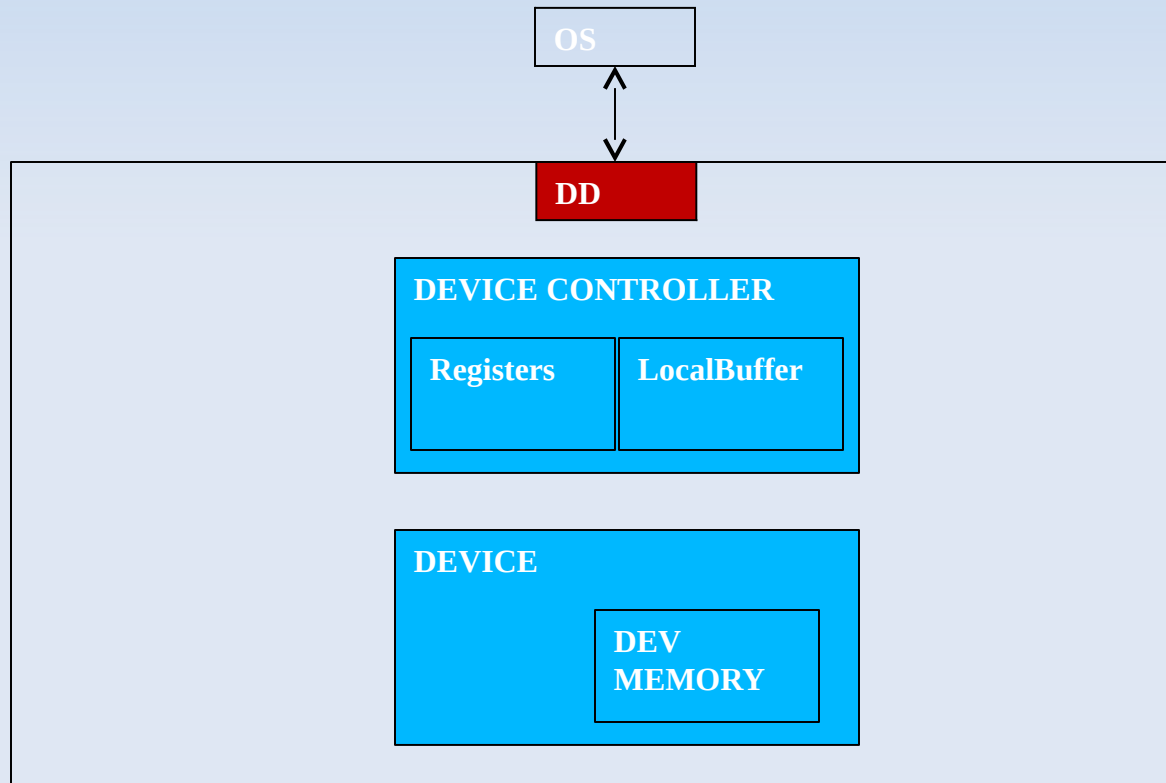 OS
DD
DEVICE CONTROLLER
Registers
LocalBuffer
DEVICE
DEV
MEMORY